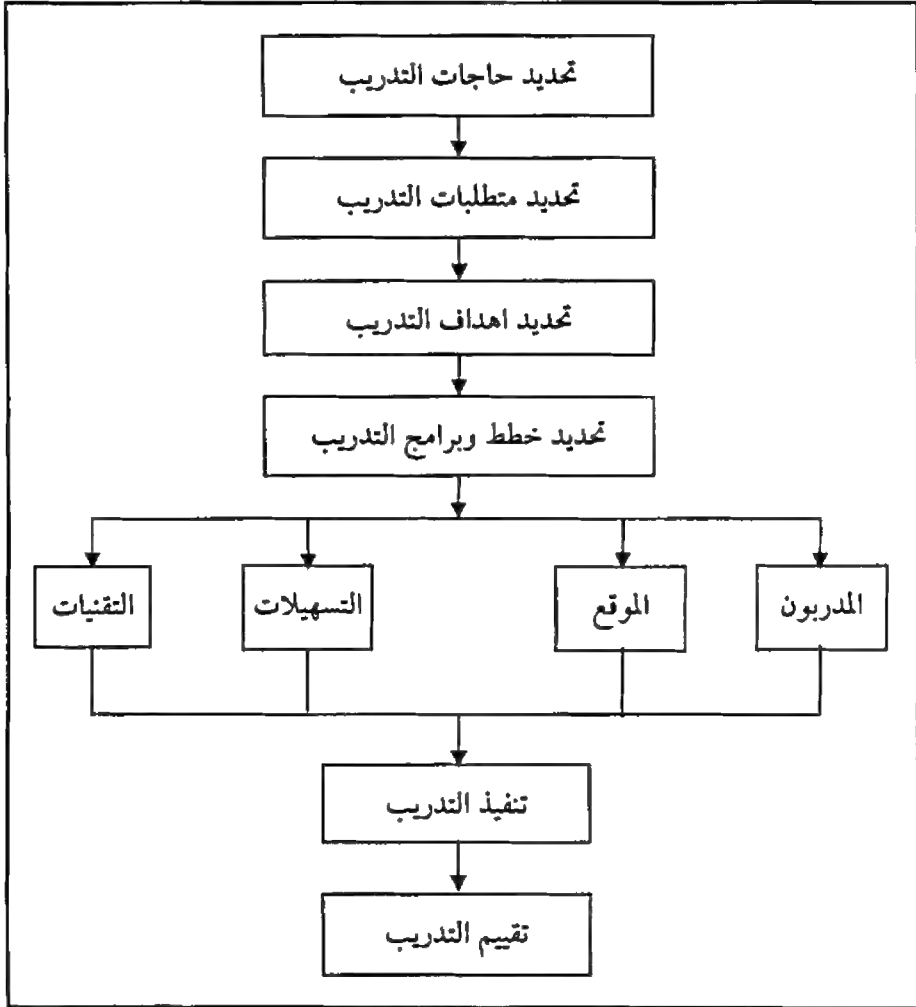 تحديد حاجات التدريب
تحديد متطلبات التدريب
تحديد اهداف التدريب
تحديد خطط وبرامج التدريب
المدربون
الموقع
التسهيلات
التقنيات
تنفيذ التدريب
تقييم التدريب